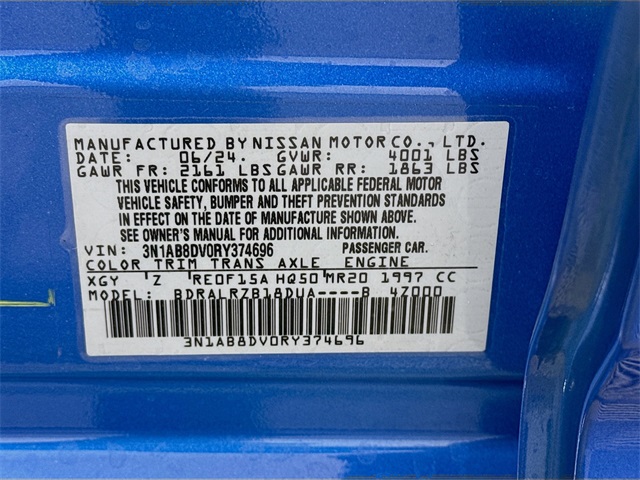 MANUFACTURED BY NISSAN MOTOR CO., LTD.
DATE: 06/24. GVWR: 4001 LBS
GAWR FR: 2161 LBS GAWR RR: 1863 LBS
THIS VEHICLE CONFORMS TO ALL APPLICABLE FEDERAL MOTOR
VEHICLE SAFETY, BUMPER AND THEFT PREVENTION STANDARDS
IN EFFECT ON THE DATE OF MANUFACTURE SHOWN ABOVE.
SEE OWNER'S MANUAL FOR ADDITIONAL INFORMATION.
VIN: 3N1AB8DV0RY374696 PASSENGER CAR.
COLOR TRIM TRANS AXLE ENGINE
XGY Z RE0F15A HQ50 MR20 1997 CC
BDRALRZB18DUA----B 4Z000
3N1AB8DV0RY374696